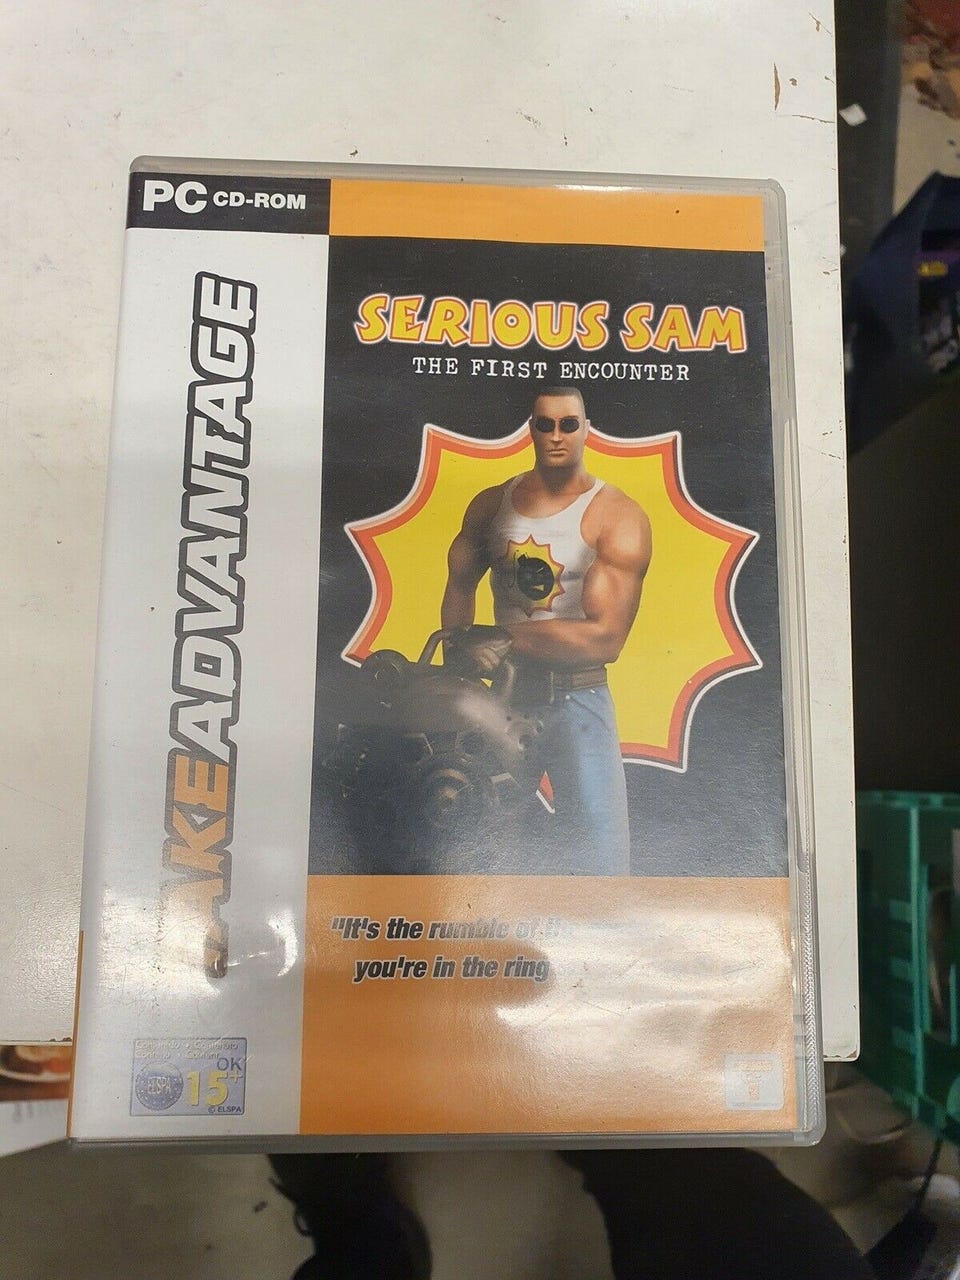 PC CD-ROM
ADVANTAGE
SERIOUS SAM
THE FIRST ENCOUNTER
"It's the rumble of
you're in the ring
ELSPA
OK
15+
© ELSPA